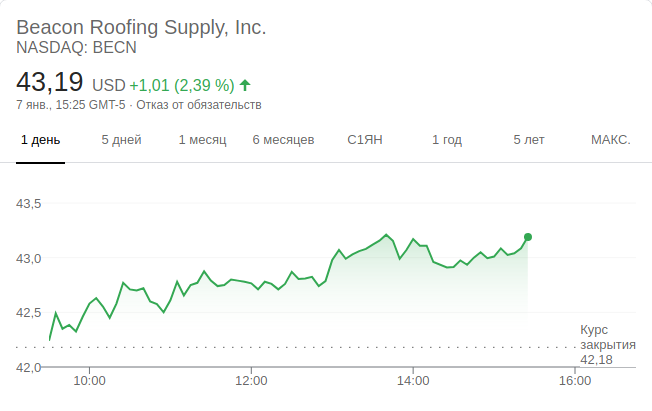 Beacon Roofing Supply, Inc.
NASDAQ: BECN
43,19 USD +1,01 (2,39 %)
7 янв., 15:25 GMT-5 · Отказ от обязательств
1 день 5 дней 1 месяц 6 месяцев С1ЯН 1 год 5 лет МАКС.
43,5
43,0
42,5
42,0
Курс
закрытия
42,18
10:00 12:00 14:00 16:00